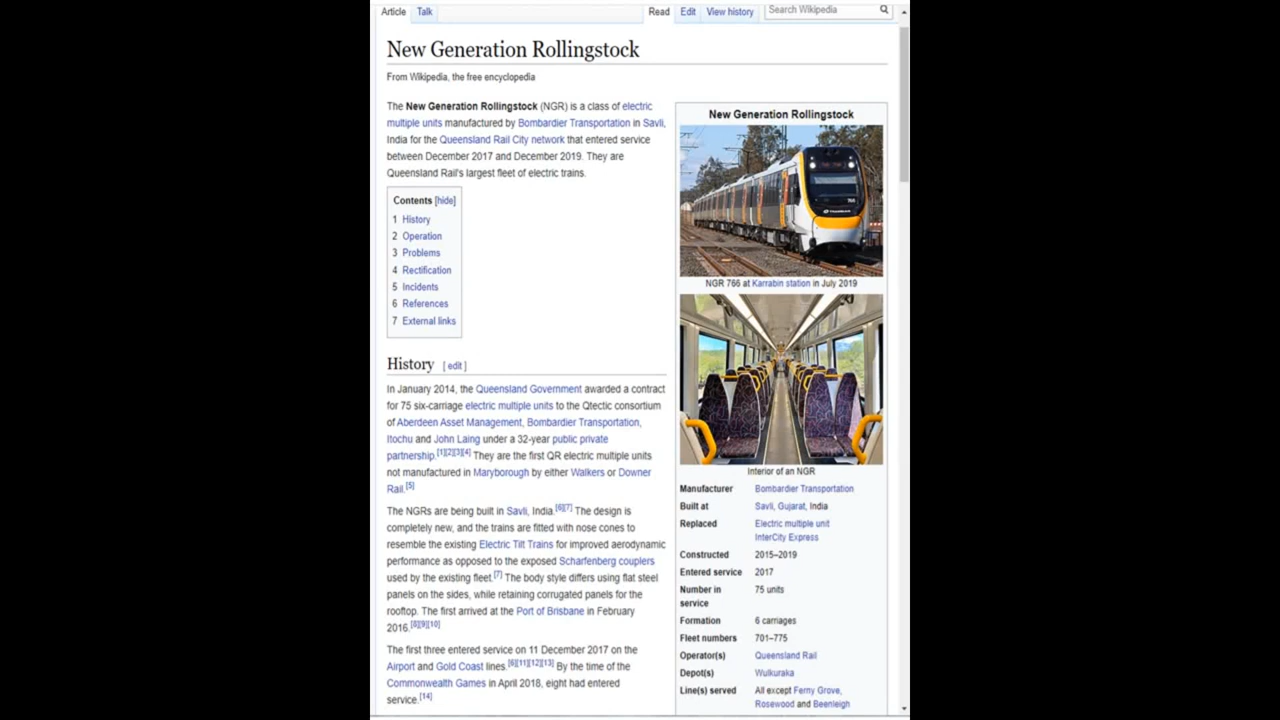 Article Talk Read Edit View history Search Wikipedia
New Generation Rollingstock
From Wikipedia, the free encyclopedia
The New Generation Rollingstock (NGR) is a class of electric
multiple units manufactured by Bombardier Transportation in Savli,
India for the Queensland Rail City network that entered service
between December 2017 and December 2019. They are
Queensland Rail's largest fleet of electric trains.
Contents [hide]
1 History
2 Operation
3 Problems
4 Rectification
5 Incidents
6 References
7 External links
History [ edit ]
In January 2014, the Queensland Government awarded a contract
for 75 six-carriage electric multiple units to the Qtectic consortium
of Aberdeen Asset Management, Bombardier Transportation,
Itochu and John Laing under a 32-year public private
partnership.[1][2][3][4] They are the first QR electric multiple units
not manufactured in Maryborough by either Walkers or Downer
Rail.[5]
The NGRs are being built in Savli, India.[6][7] The design is
completely new, and the trains are fitted with nose cones to
resemble the existing Electric Tilt Trains for improved aerodynamic
performance as opposed to the exposed Scharfenberg couplers
used by the existing fleet.[7] The body style differs using flat steel
panels on the sides, while retaining corrugated panels for the
rooftop. The first arrived at the Port of Brisbane in February
2016.[8][9][10]
The first three entered service on 11 December 2017 on the
Airport and Gold Coast lines.[6][11][12][13] By the time of the
Commonwealth Games in April 2018, eight had entered
service.[14]
New Generation Rollingstock
NGR 766 at Karrabin station in July 2019
Interior of an NGR
Manufacturer Bombardier Transportation
Built at Savli, Gujarat, India
Replaced Electric multiple unit
InterCity Express
Constructed 2015–2019
Entered service 2017
Number in 75 units
service
Formation 6 carriages
Fleet numbers 701–775
Operator(s) Queensland Rail
Depot(s) Wulkuraka
Line(s) served All except Ferny Grove,
Rosewood and Beenleigh